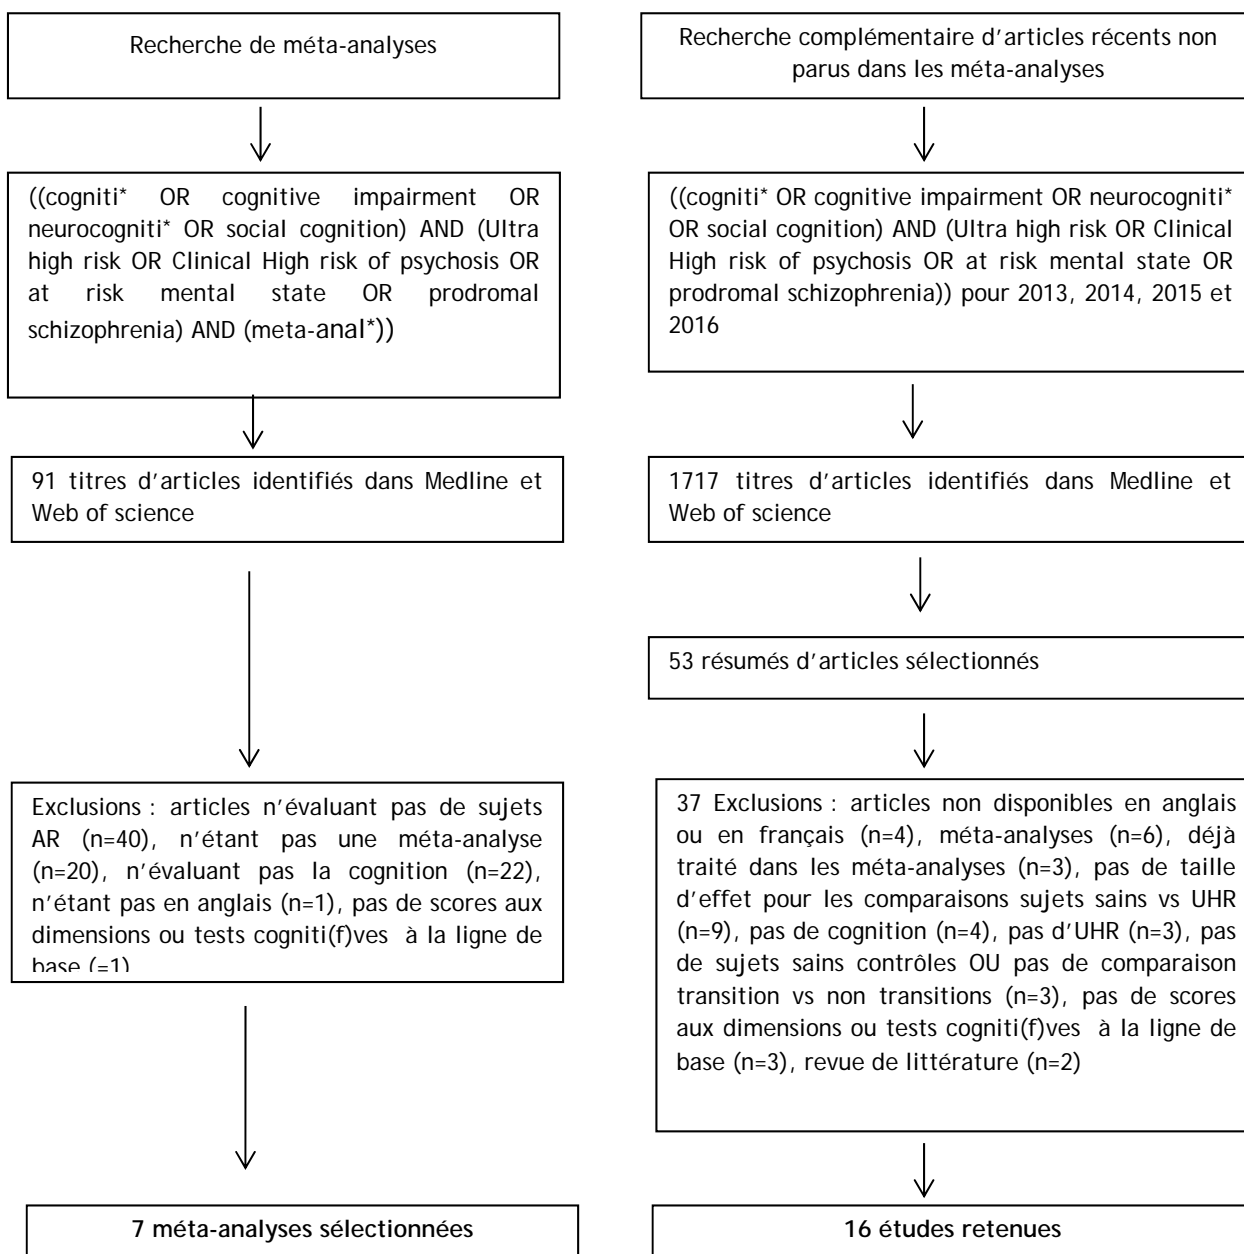 Recherche de méta-analyses
((cogniti* OR cognitive impairment OR
neurocogniti* OR social cognition) AND (Ultra
high risk OR Clinical High risk of psychosis OR
at risk mental state OR prodromal
schizophrenia) AND (meta-anal*))
91 titres d’articles identifiés dans Medline et
Web of science
Exclusions : articles n’évaluant pas de sujets
AR (n=40), n’étant pas une méta-analyse
(n=20), n’évaluant pas la cognition (n=22),
n’étant pas en anglais (n=1), pas de scores aux
dimensions ou tests cogniti(f)ves à la ligne de
base (=1)
7 méta-analyses sélectionnées
Recherche complémentaire d’articles récents non
parus dans les méta-analyses
((cogniti* OR cognitive impairment OR neurocogniti*
OR social cognition) AND (Ultra high risk OR Clinical
High risk of psychosis OR at risk mental state OR
prodromal schizophrenia)) pour 2013, 2014, 2015 et
2016
1717 titres d’articles identifiés dans Medline et
Web of science
53 résumés d’articles sélectionnés
37 Exclusions : articles non disponibles en anglais
ou en français (n=4), méta-analyses (n=6), déjà
traité dans les méta-analyses (n=3), pas de taille
d’effet pour les comparaisons sujets sains vs UHR
(n=9), pas de cognition (n=4), pas d’UHR (n=3), pas
de sujets sains contrôles OU pas de comparaison
transition vs non transitions (n=3), pas de scores
aux dimensions ou tests cogniti(f)ves à la ligne de
base (n=3), revue de littérature (n=2)
16 études retenues